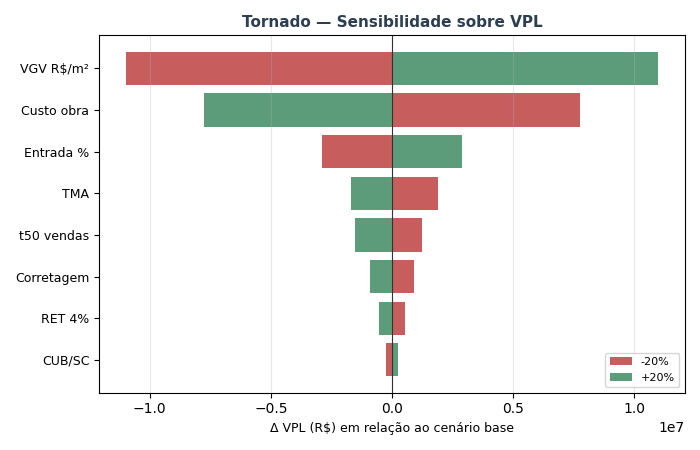 Tornado — Sensibilidade sobre VPL
VGV R$/m²
Custo obra
Entrada %
TMA
t50 vendas
Corretagem
RET 4%
CUB/SC
-20%
+20%
−1.0 −0.5 0.0 0.5 1.0
1e7
Δ VPL (R$) em relação ao cenário base